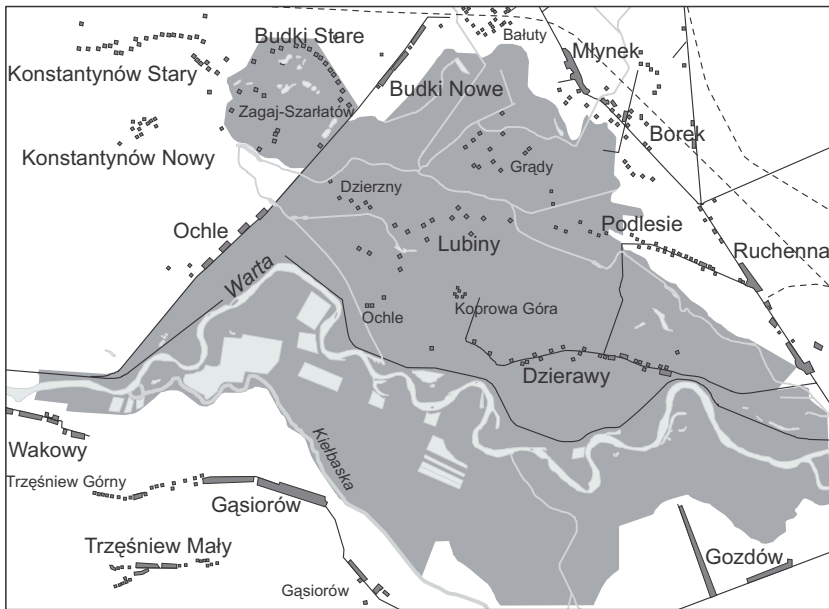 Bałuty
Budki Stare
Młynek
Konstantynów Stary
Budki Nowe
Zagaj-Szarłatów
Borek
Konstantynów Nowy
Grądy
Dzierzny
Ochle
Podlesie
Lubiny
Ruchenna
Warta
Ochle
Koprowa Góra
Dzierawy
Wakowy
Kiełbaska
Trzęśniew Górny
Gąsiorów
Trzęśniew Mały
Gozdów
Gąsiorów